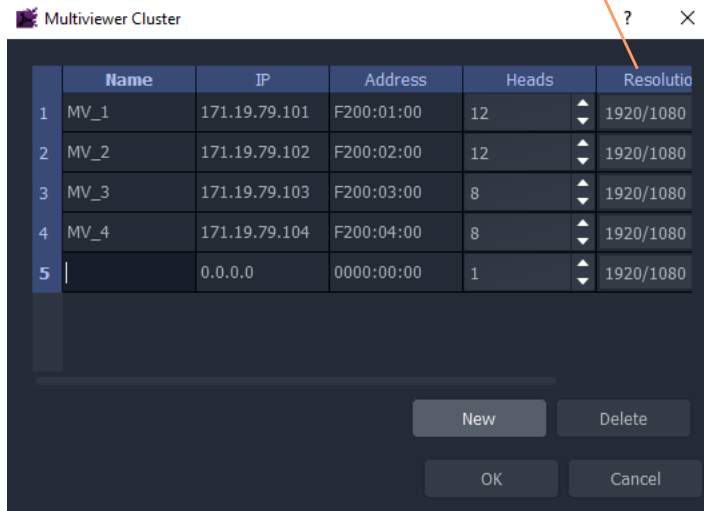 Multiviewer Cluster ? ×
Name IP Address Heads Resolutio
1 MV_1 171.19.79.101 F200:01:00 12 1920/1080
2 MV_2 171.19.79.102 F200:02:00 12 1920/1080
3 MV_3 171.19.79.103 F200:03:00 8 1920/1080
4 MV_4 171.19.79.104 F200:04:00 8 1920/1080
5 0.0.0.0 0000:00:00 1 1920/1080
New Delete
OK Cancel